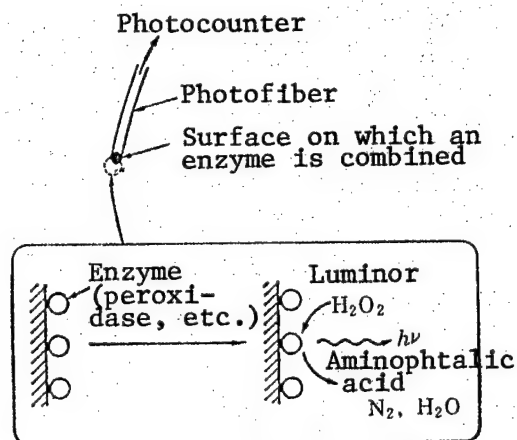 Photocounter
Photofiber
Surface on which an
enzyme is combined
Enzyme
(peroxi-
dase, etc.)
Luminor
H₂O₂
hν
Aminophtalic
acid
N₂, H₂O